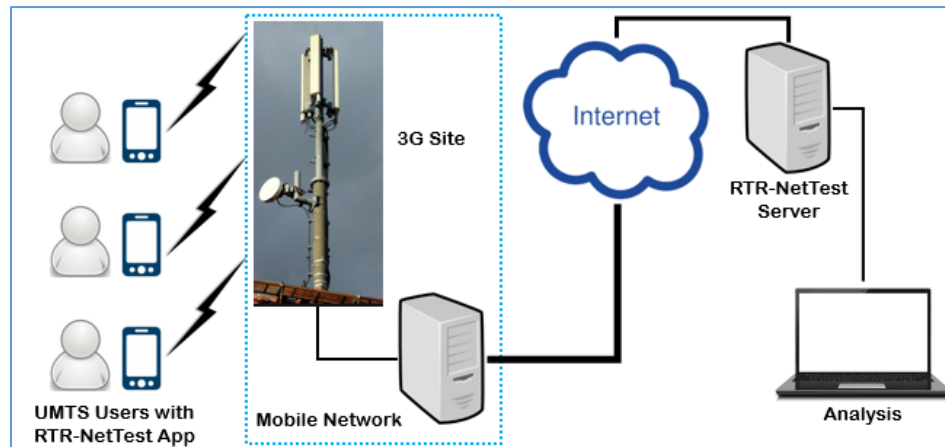 3G Site
Internet
RTR-NetTest
Server
Mobile Network
UMTS Users with
RTR-NetTest App
Analysis